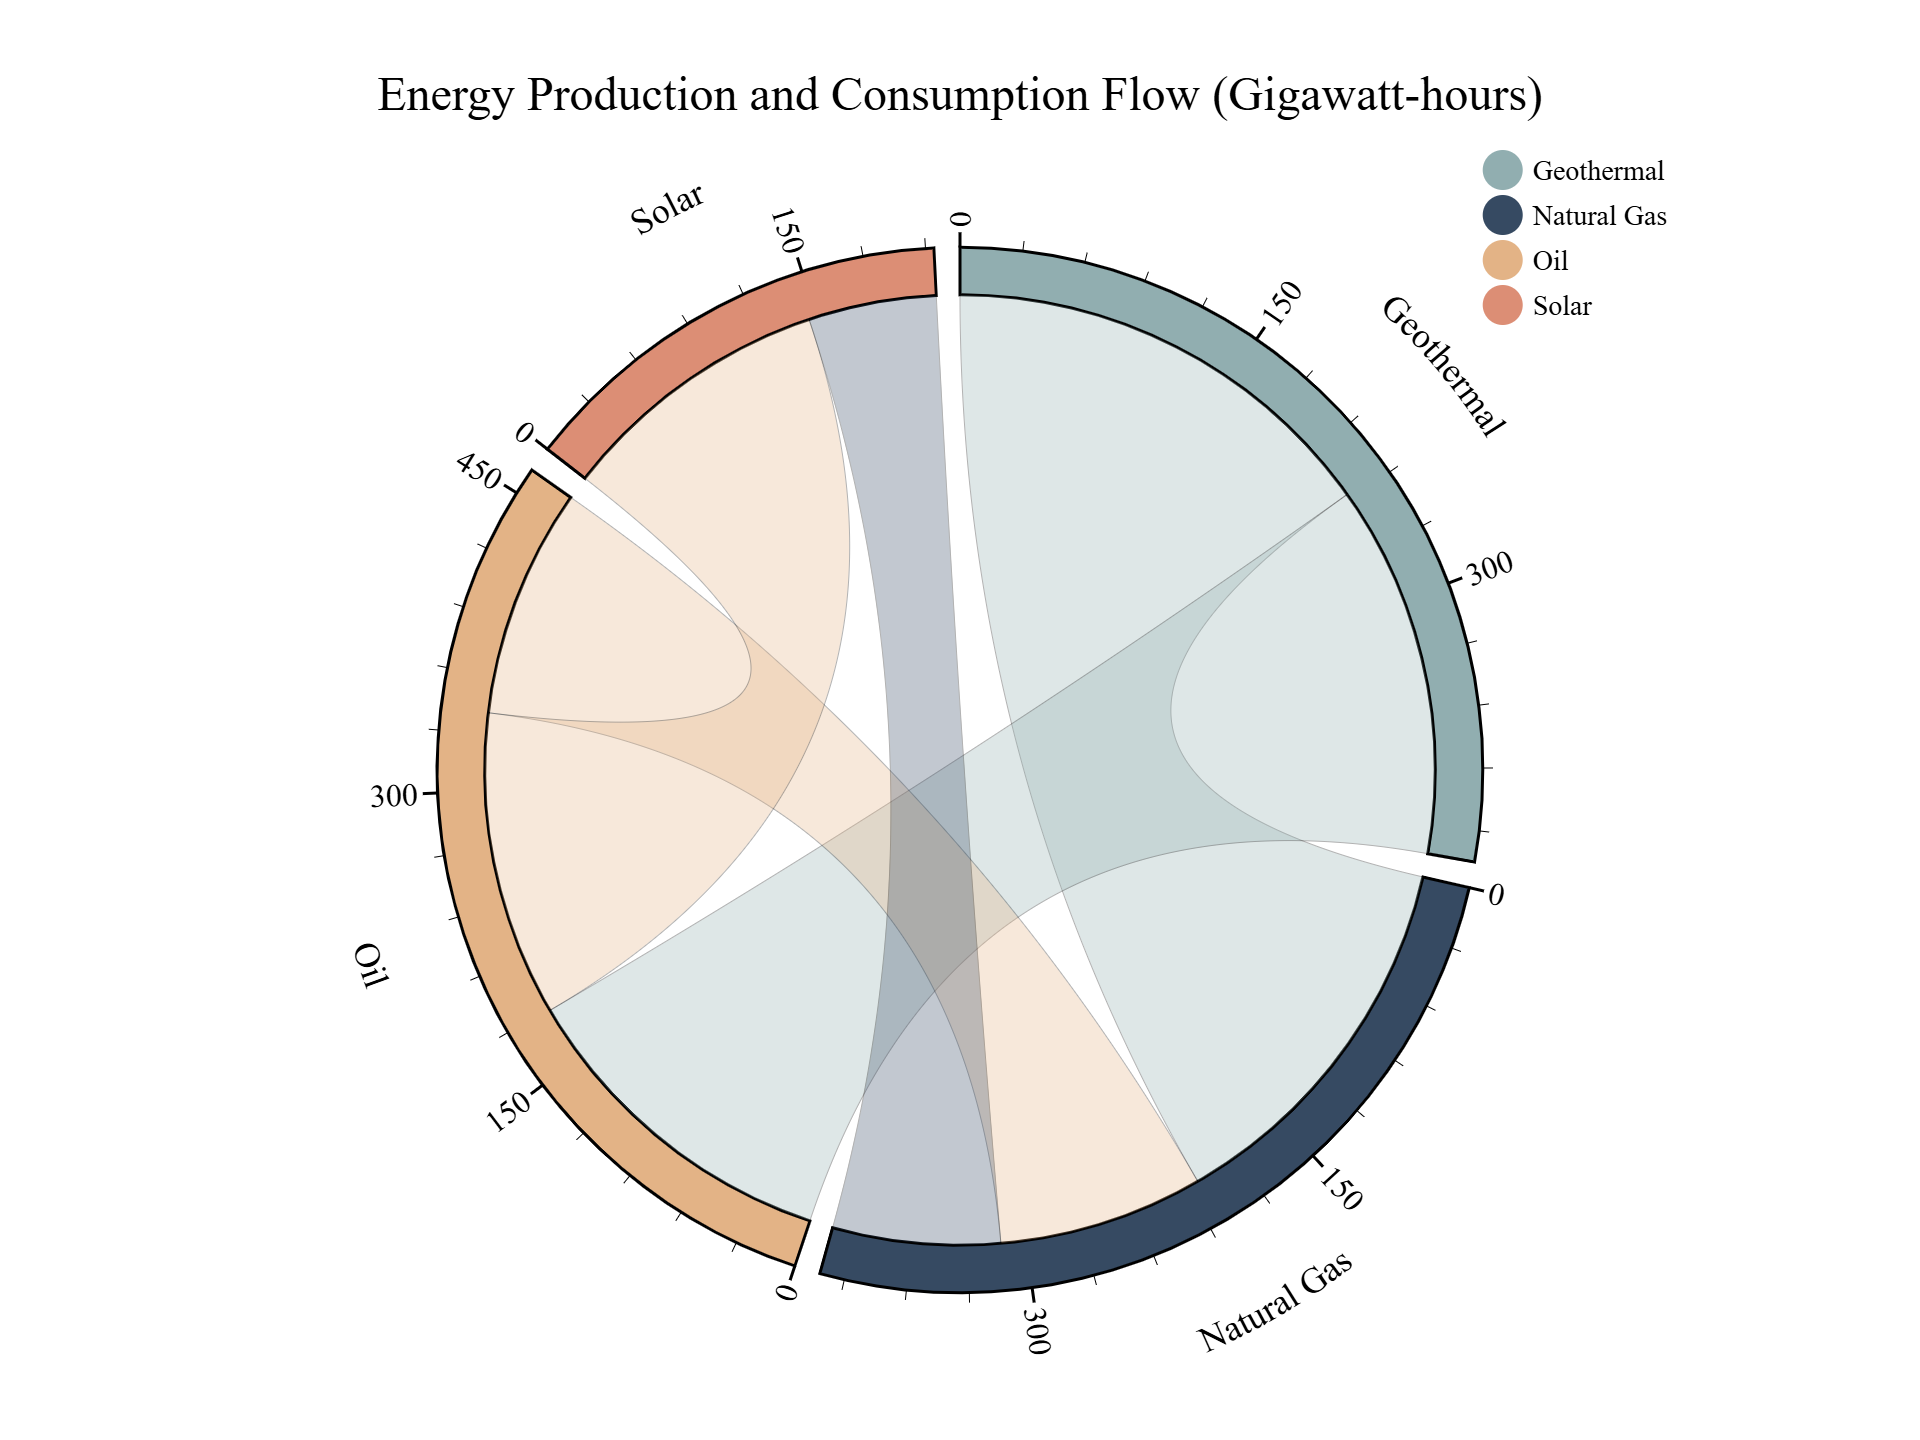 Energy Production and Consumption Flow (Gigawatt-hours)
Geothermal
Natural Gas
Oil
Solar
0
150
300
Geothermal
0
150
300
Natural Gas
0
150
300
450
Oil
0
150
Solar